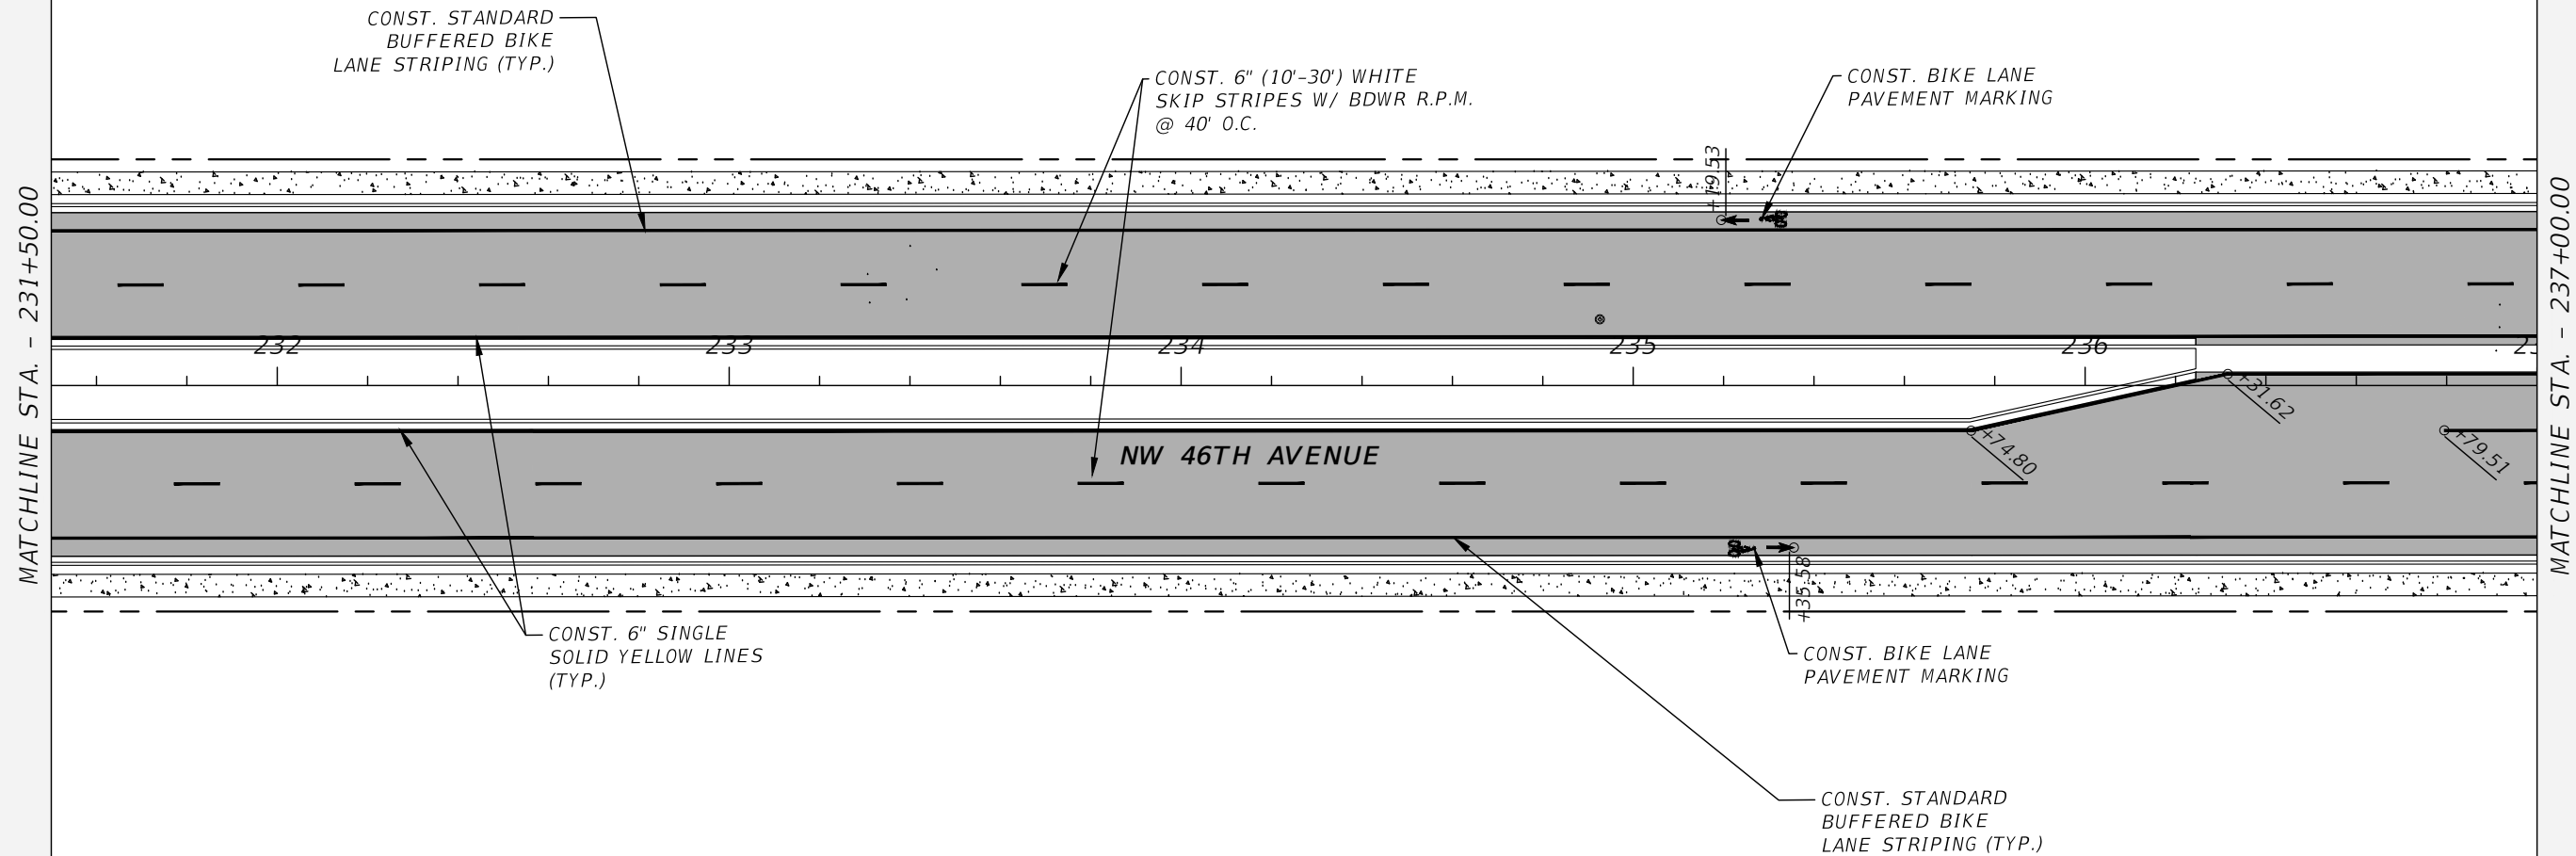 CONST. STANDARD
BUFFERED BIKE
LANE STRIPING (TYP.)
CONST. 6" (10'-30') WHITE
SKIP STRIPES W/ BDWR R.P.M.
@ 40' O.C.
CONST. BIKE LANE
PAVEMENT MARKING
+19.53
MATCHLINE STA. - 231+50.00
MATCHLINE STA. - 237+00.00
232
233
234
235
236
+31.62
+74.80
+79.51
NW 46TH AVENUE
+35.58
CONST. 6" SINGLE
SOLID YELLOW LINES
(TYP.)
CONST. BIKE LANE
PAVEMENT MARKING
CONST. STANDARD
BUFFERED BIKE
LANE STRIPING (TYP.)